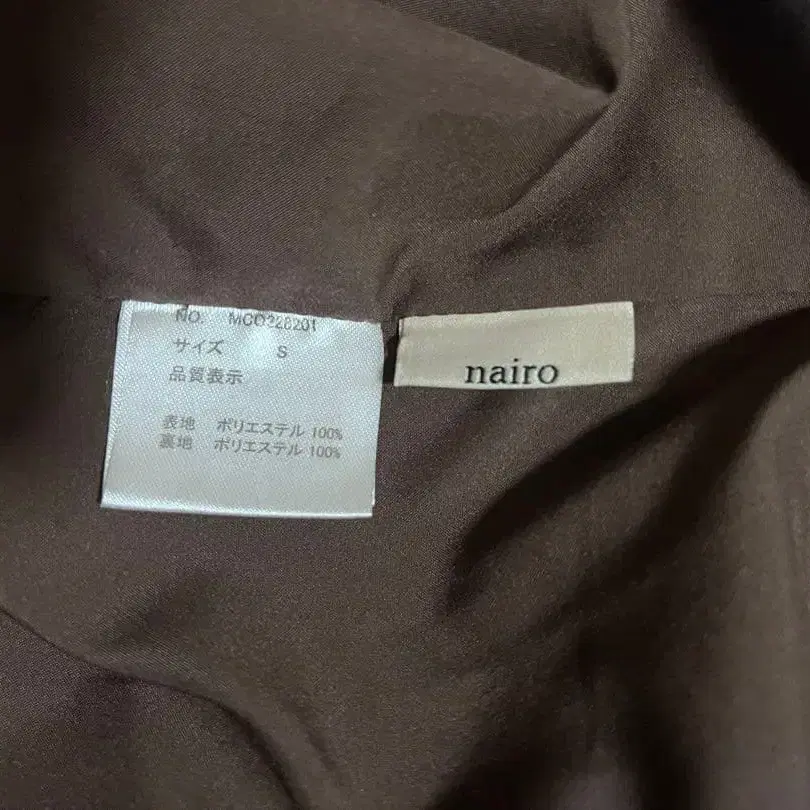 NO. MCO228201
サイズ S
品質表示
表地 ポリエステル 100%
裏地 ポリエステル 100%
nairo